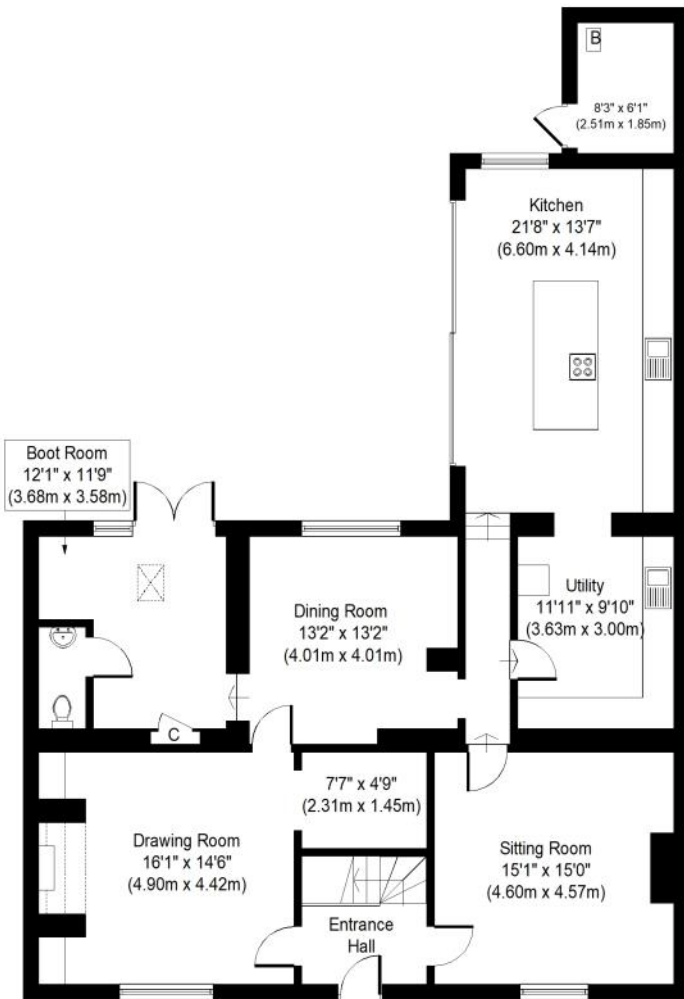 B
8'3" x 6'1"
(2.51m x 1.85m)
Kitchen
21'8" x 13'7"
(6.60m x 4.14m)
Boot Room
12'1" x 11'9"
(3.68m x 3.58m)
Dining Room
13'2" x 13'2"
(4.01m x 4.01m)
Utility
11'11" x 9'10"
(3.63m x 3.00m)
C
7'7" x 4'9"
(2.31m x 1.45m)
Drawing Room
16'1" x 14'6"
(4.90m x 4.42m)
Sitting Room
15'1" x 15'0"
(4.60m x 4.57m)
Entrance
Hall